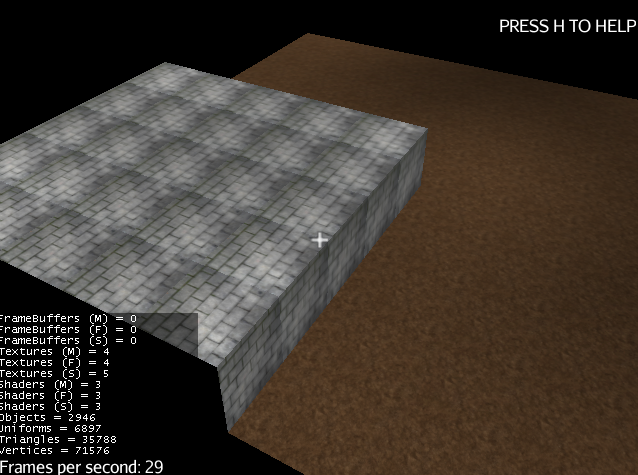 PRESS H TO HELP
FrameBuffers (M) = 0
FrameBuffers (F) = 0
FrameBuffers (S) = 0
Textures (M) = 4
Textures (F) = 4
Textures (S) = 5
Shaders (M) = 3
Shaders (F) = 3
Shaders (S) = 3
Objects = 2946
Uniforms = 6897
Triangles = 35788
Vertices = 71576
Frames per second: 29